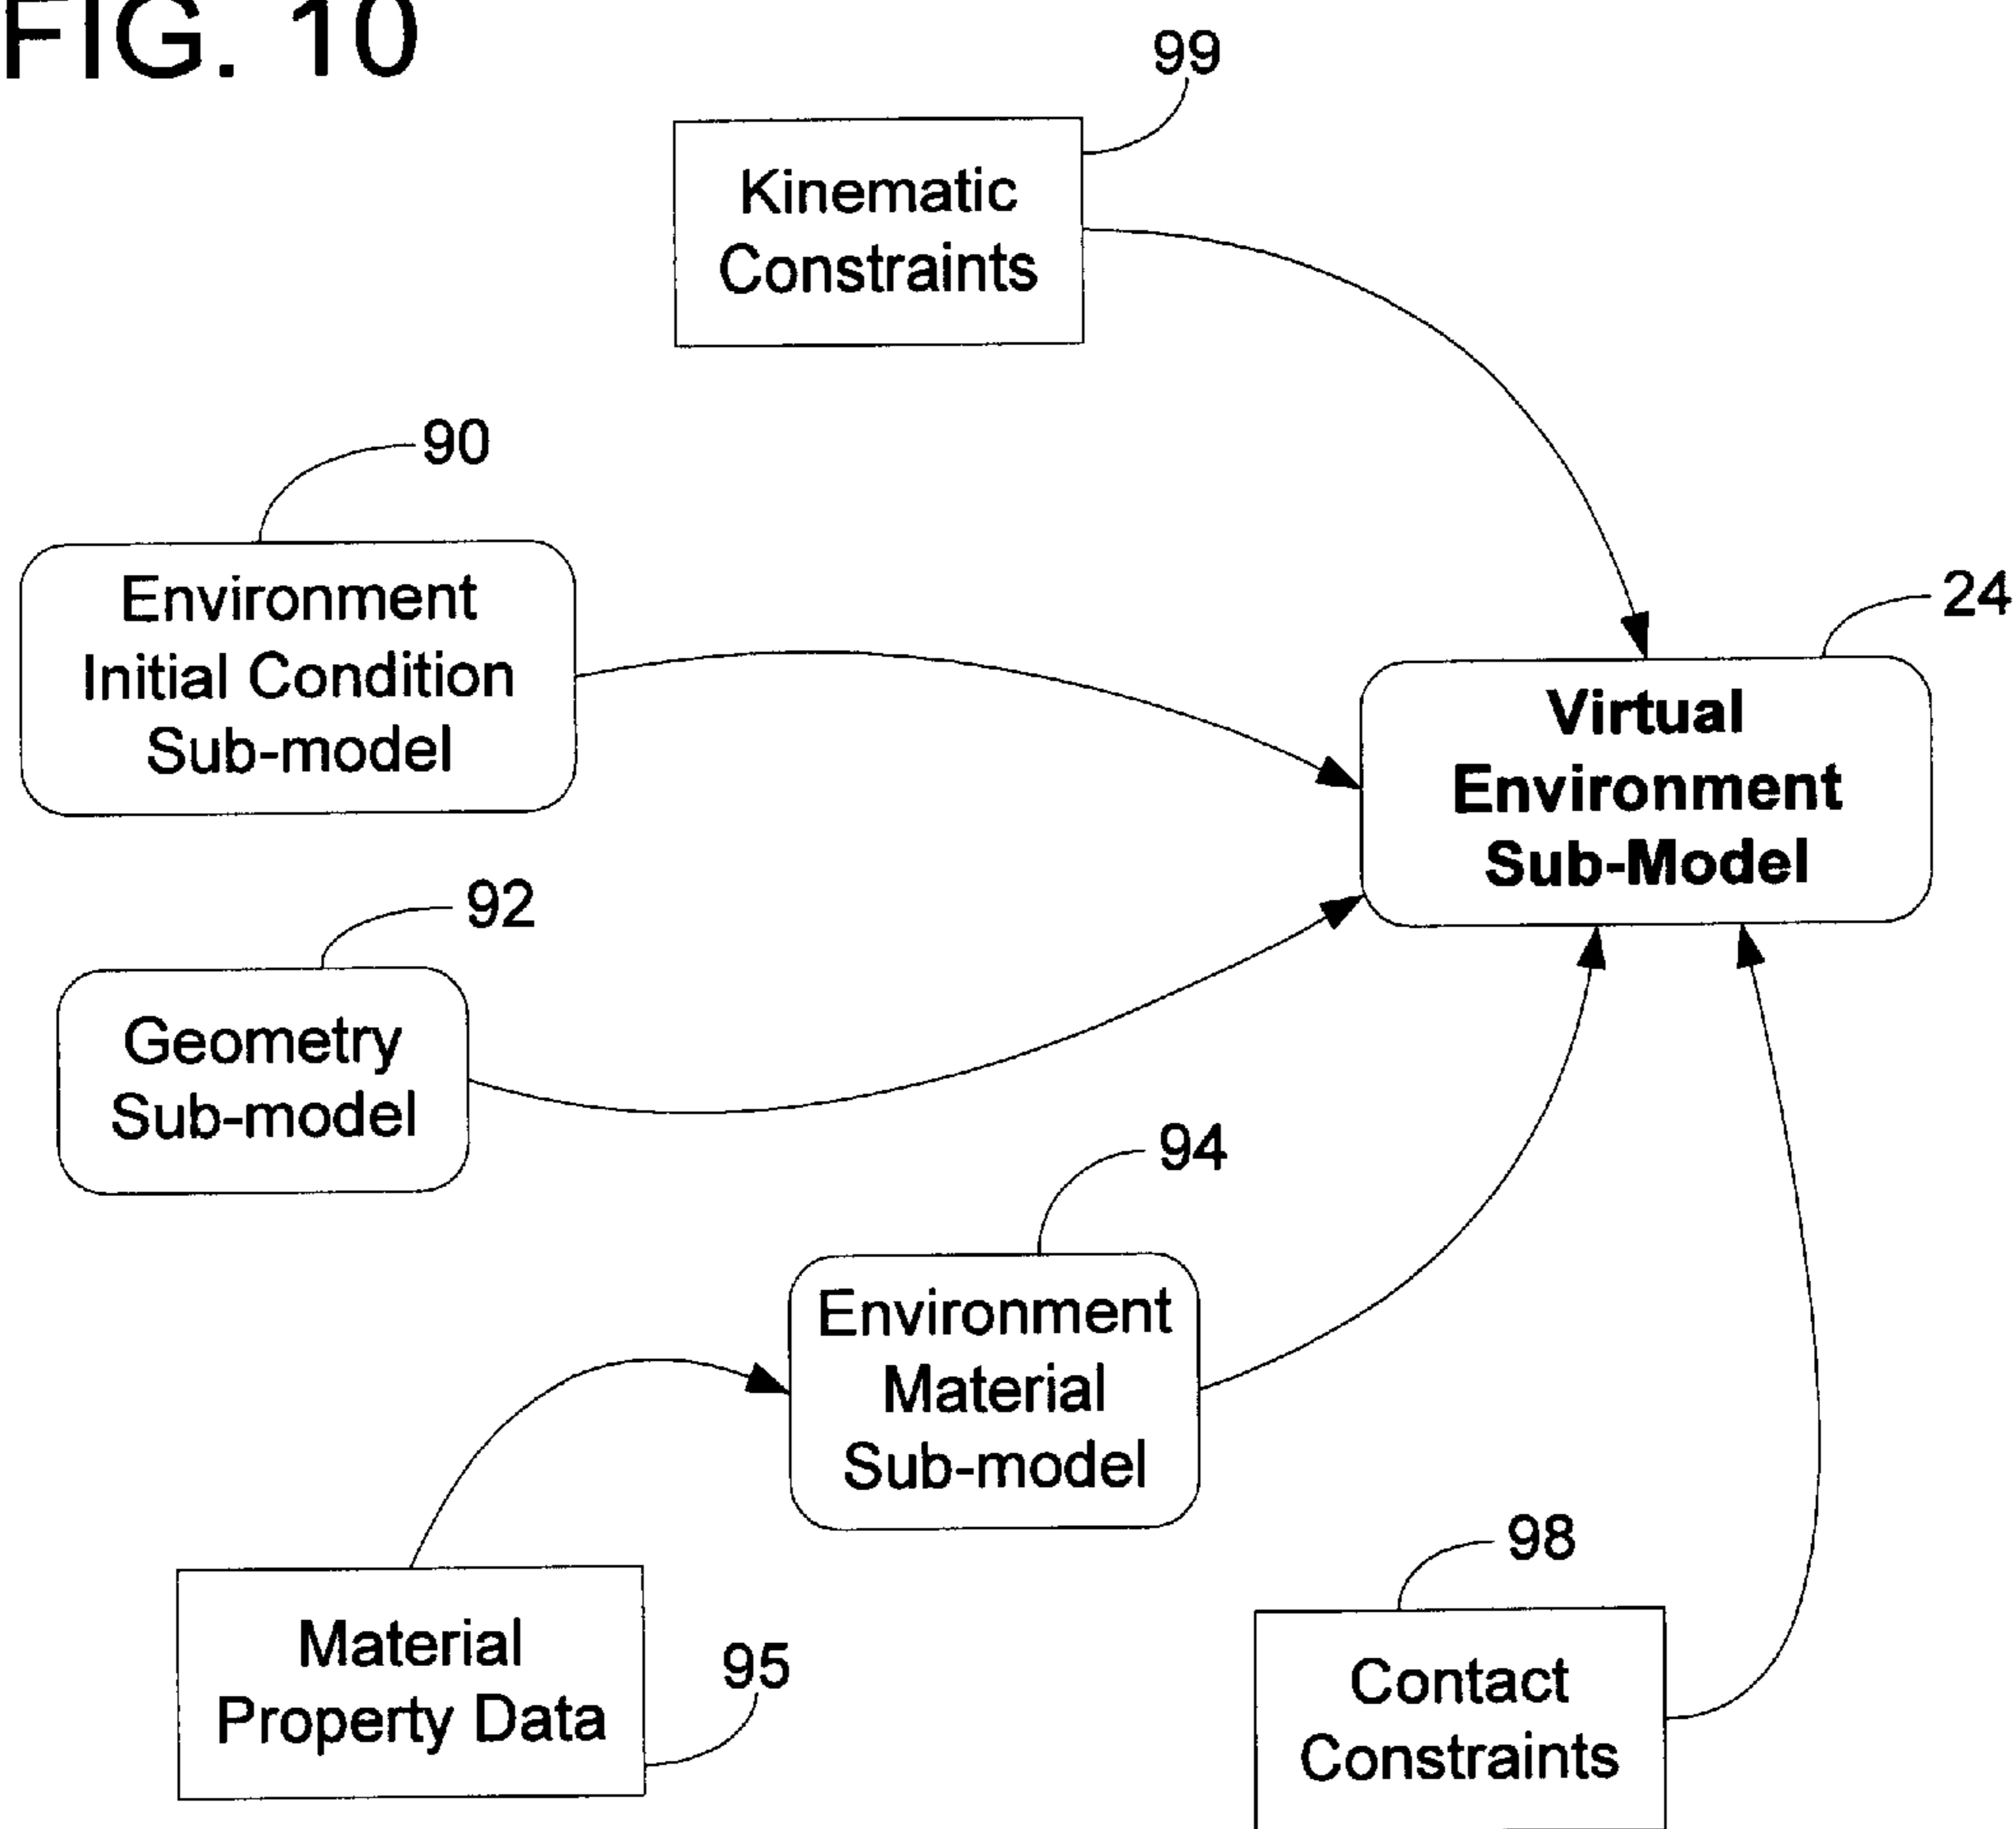 FIG. 10
99
Kinematic
Constraints
90
Environment
Initial Condition
Sub-model
24
Virtual
Environment
Sub-Model
92
Geometry
Sub-model
94
Environment
Material
Sub-model
95
Material
Property Data
98
Contact
Constraints